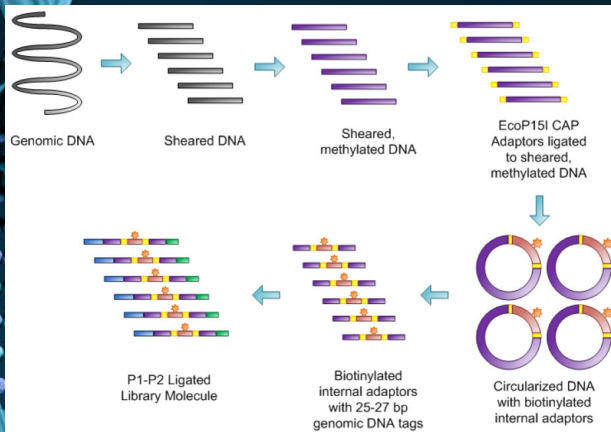 Genomic DNA
Sheared DNA
Sheared,
methylated DNA
EcoP15I CAP
Adaptors ligated
to sheared,
methylated DNA
P1-P2 Ligated
Library Molecule
Biotinylated
internal adaptors
with 25-27 bp
genomic DNA tags
Circularized DNA
with biotinylated
internal adaptors